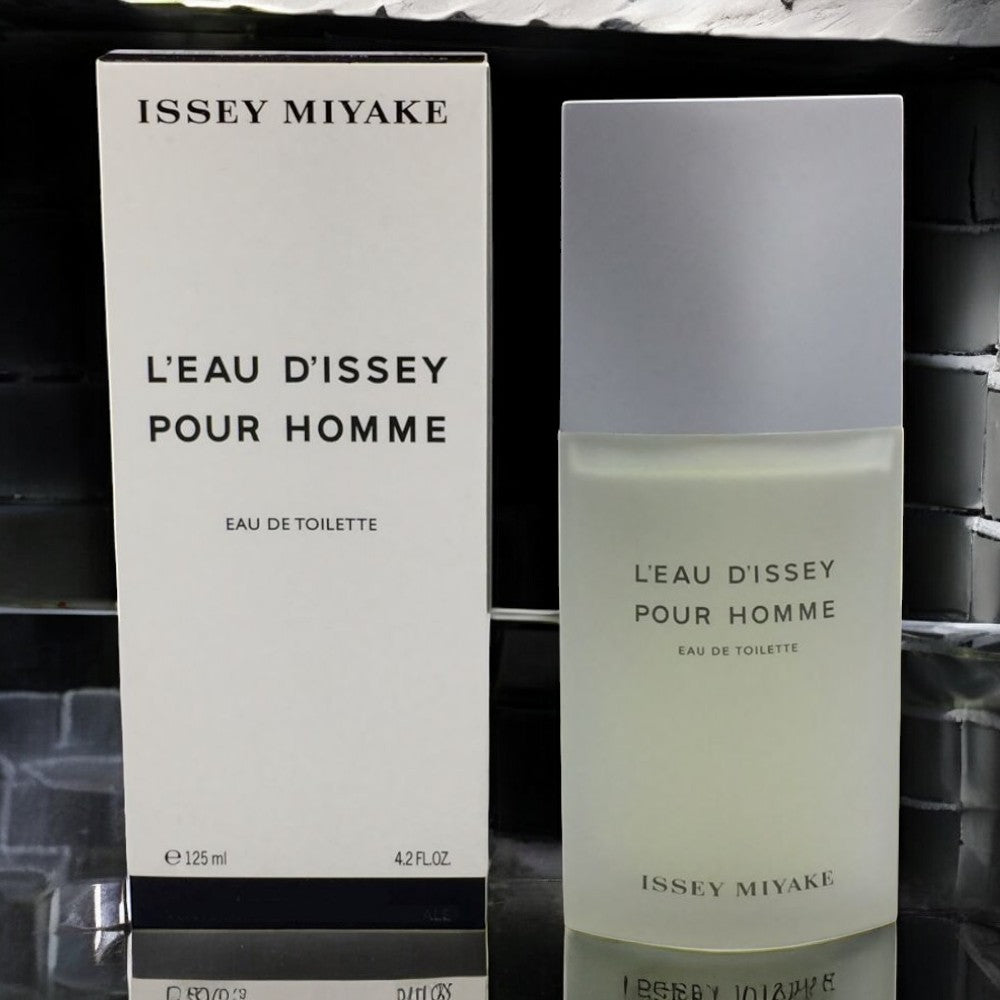 ISSEY MIYAKE
L'EAU D'ISSEY
POUR HOMME
EAU DE TOILETTE
℮ 125 ml
4.2 FL.OZ.
L'EAU D'ISSEY
POUR HOMME
EAU DE TOILETTE
ISSEY MIYAKE